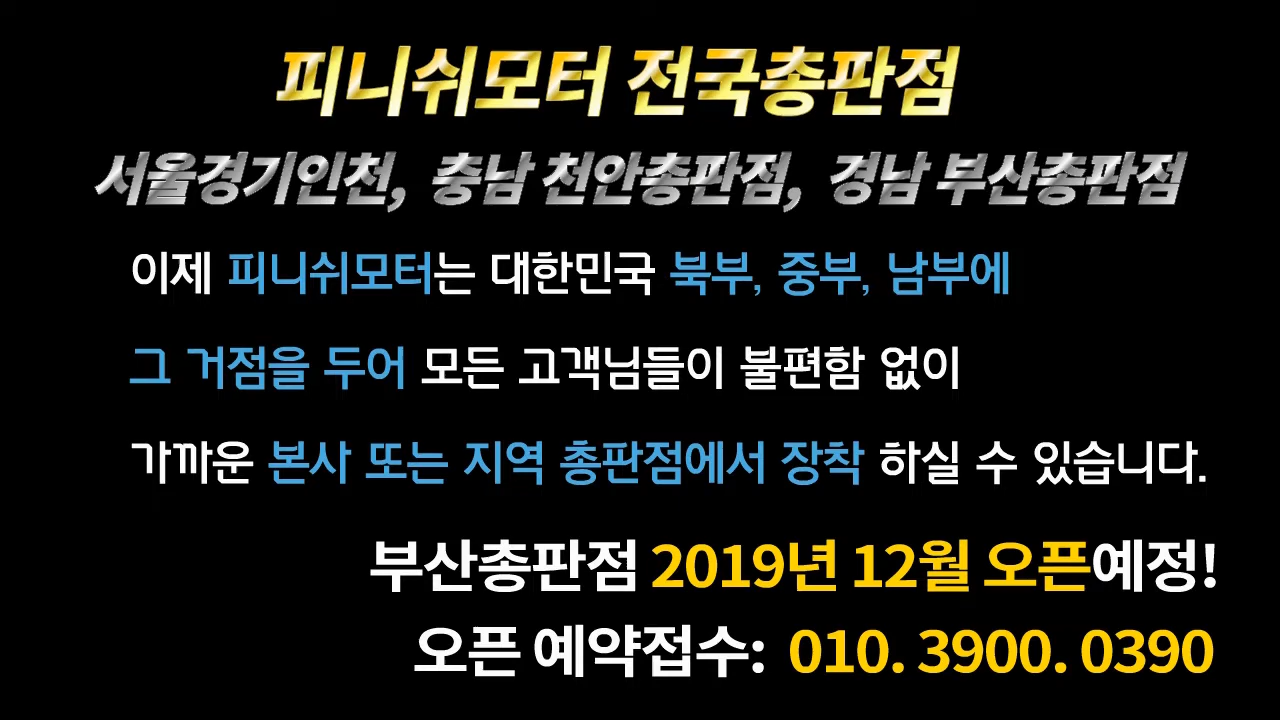 피니쉬모터 전국총판점
서울경기인천, 충남 천안총판점, 경남 부산총판점
이제 피니쉬모터는 대한민국 북부, 중부, 남부에
그 거점을 두어 모든 고객님들이 불편함 없이
가까운 본사 또는 지역 총판점에서 장착 하실 수 있습니다.
부산총판점 2019년 12월 오픈예정!
오픈 예약접수: 010. 3900. 0390